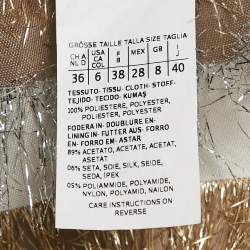 GRÖSSE TAILLE TALLA SIZE TAGLIA
CH A NL D USA CO F B MEX GB I J
36 6 38 28 8 40
TESSUTO- TISSU- CLOTH- STOFF-
TEJIDO- TECIDO- KUMAŞ
100% POLIESTERE, POLYESTER,
POLIESTER, POLYESTER
FODERA IN- DOUBLURE EN-
LINING IN- FUTTER AUS- FORRO
EN- FORRO EM- ASTAR
89% ACETATO, ACETATE, ACETAT,
ASETAT
06% SETA, SOIE, SILK, SEIDE,
SEDA, İPEK
05% POLIAMMIDE, POLYAMIDE,
NYLON, POLYAMID, NAILON
CARE INSTRUCTIONS ON
REVERSE